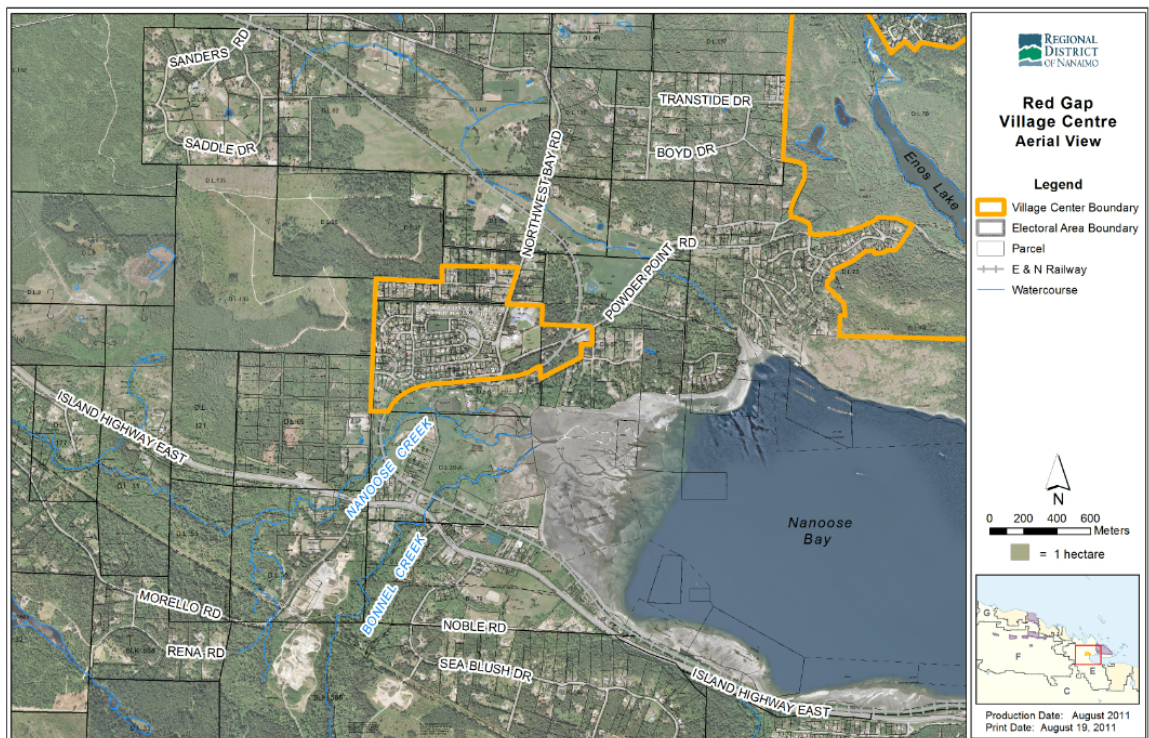 SANDERS RD
SADDLE DR
TRANSTIDE DR
BOYD DR
NORTHWEST BAY RD
POWDER POINT RD
Enos Lake
ISLAND HIGHWAY EAST
NANOOSE CREEK
BONNEL CREEK
Nanoose
Bay
MORELLO RD
RENA RD
NOBLE RD
SEA BLUSH DR
ISLAND HIGHWAY EAST
REGIONAL
DISTRICT
OF NANAIMO
Red Gap
Village Centre
Aerial View
Legend
Village Center Boundary
Electoral Area Boundary
Parcel
E & N Railway
Watercourse
N
0 200 400 600
Meters
= 1 hectare
G
F
E
C
Production Date: August 2011
Print Date: August 19, 2011